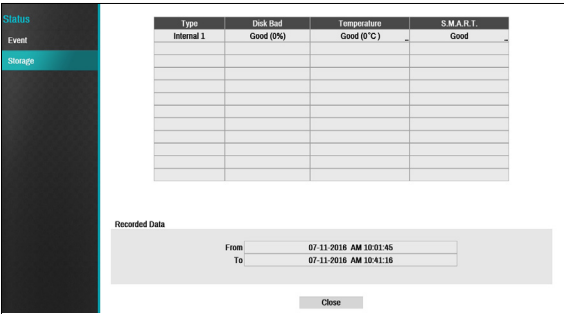 Status
Event
Storage
Type Disk Bad Temperature S.M.A.R.T.
Internal 1 Good (0%) Good (0°C ) ... Good ...
Recorded Data
From 07-11-2016 AM 10:01:45
To 07-11-2016 AM 10:41:16
Close